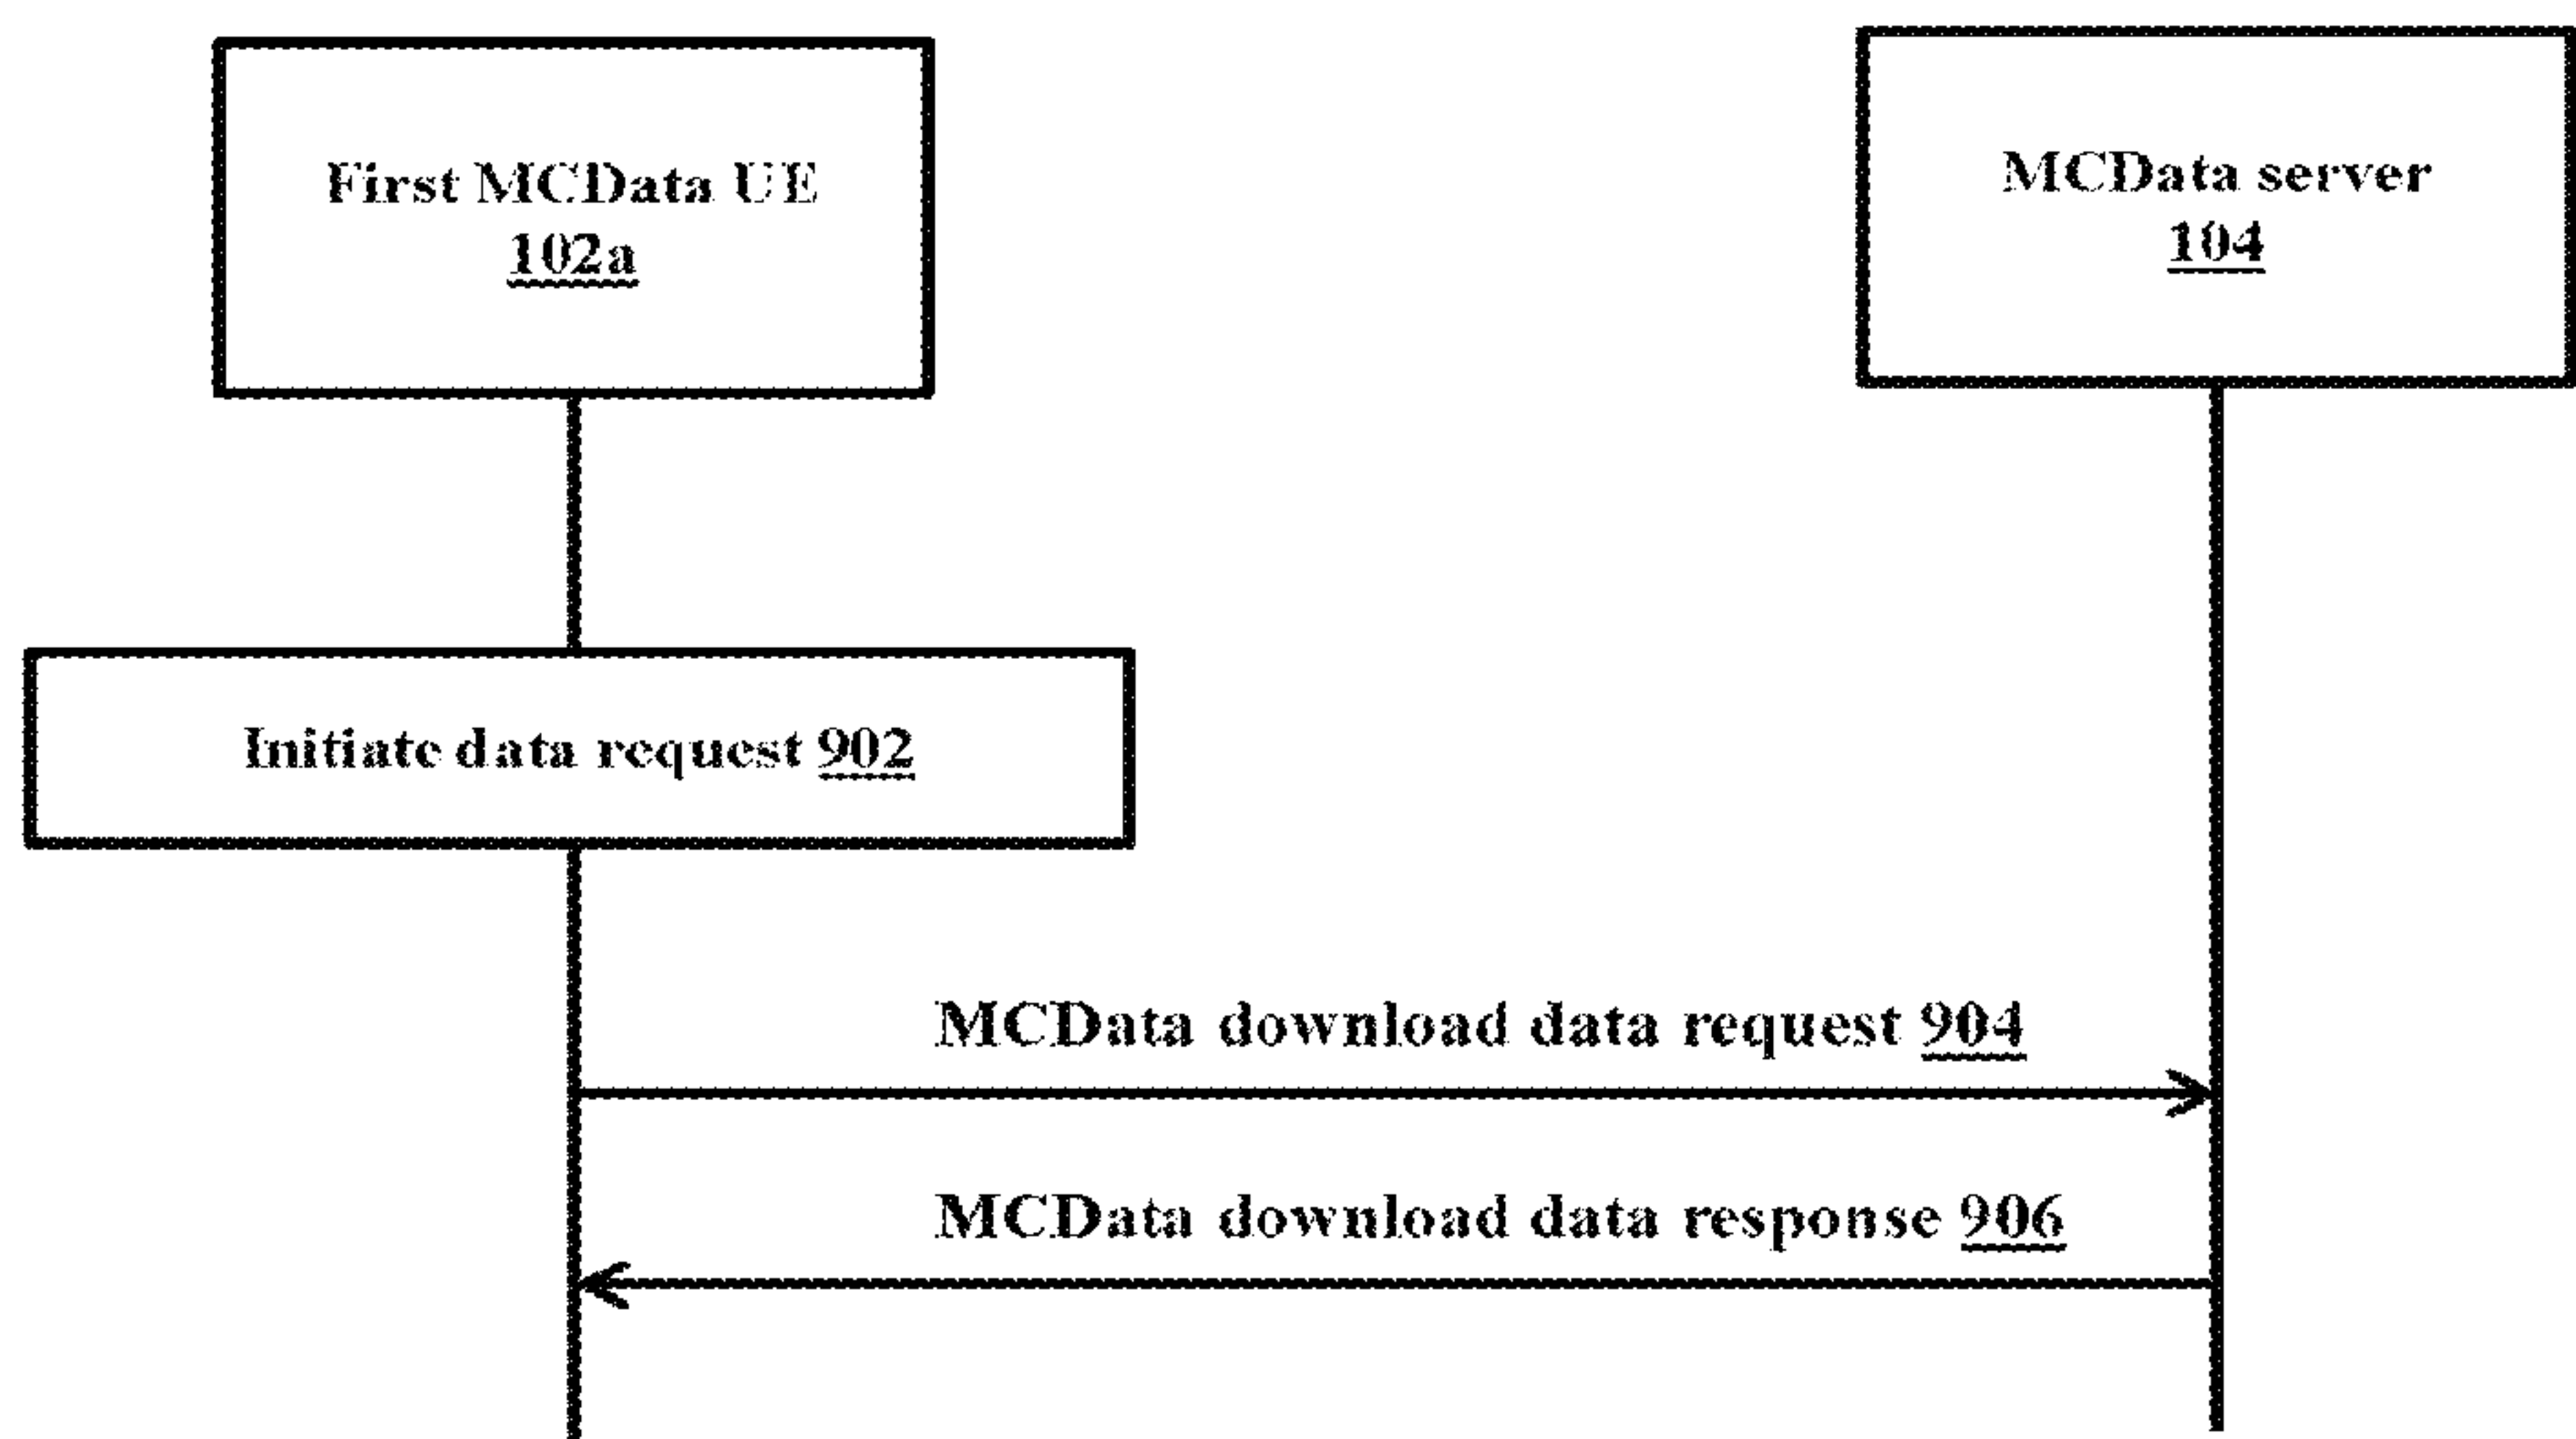 First MCData UE
102a
MCData server
104
Initiate data request 902
MCData download data request 904
MCData download data response 906